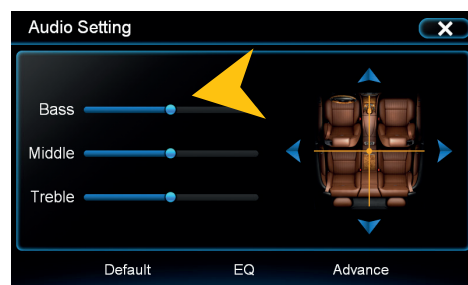 Audio Setting
Bass
Middle
Treble
Default EQ Advance